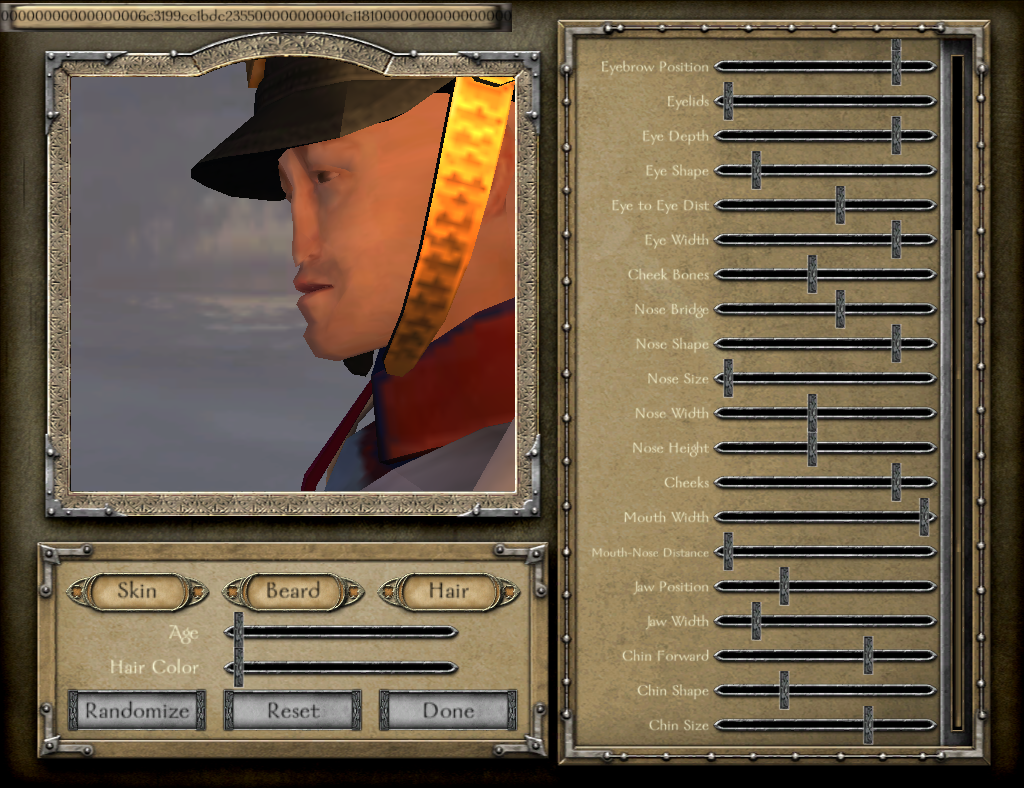 Eyebrow Position
Eyelids
Eye Depth
Eye Shape
Eye to Eye Dist
Eye Width
Cheek Bones
Nose Bridge
Nose Shape
Nose Size
Nose Width
Nose Height
Cheeks
Mouth Width
Mouth-Nose Distance
Jaw Position
Jaw Width
Chin Forward
Chin Shape
Chin Size
Skin Beard Hair
Age
Hair Color
Randomize Reset Done